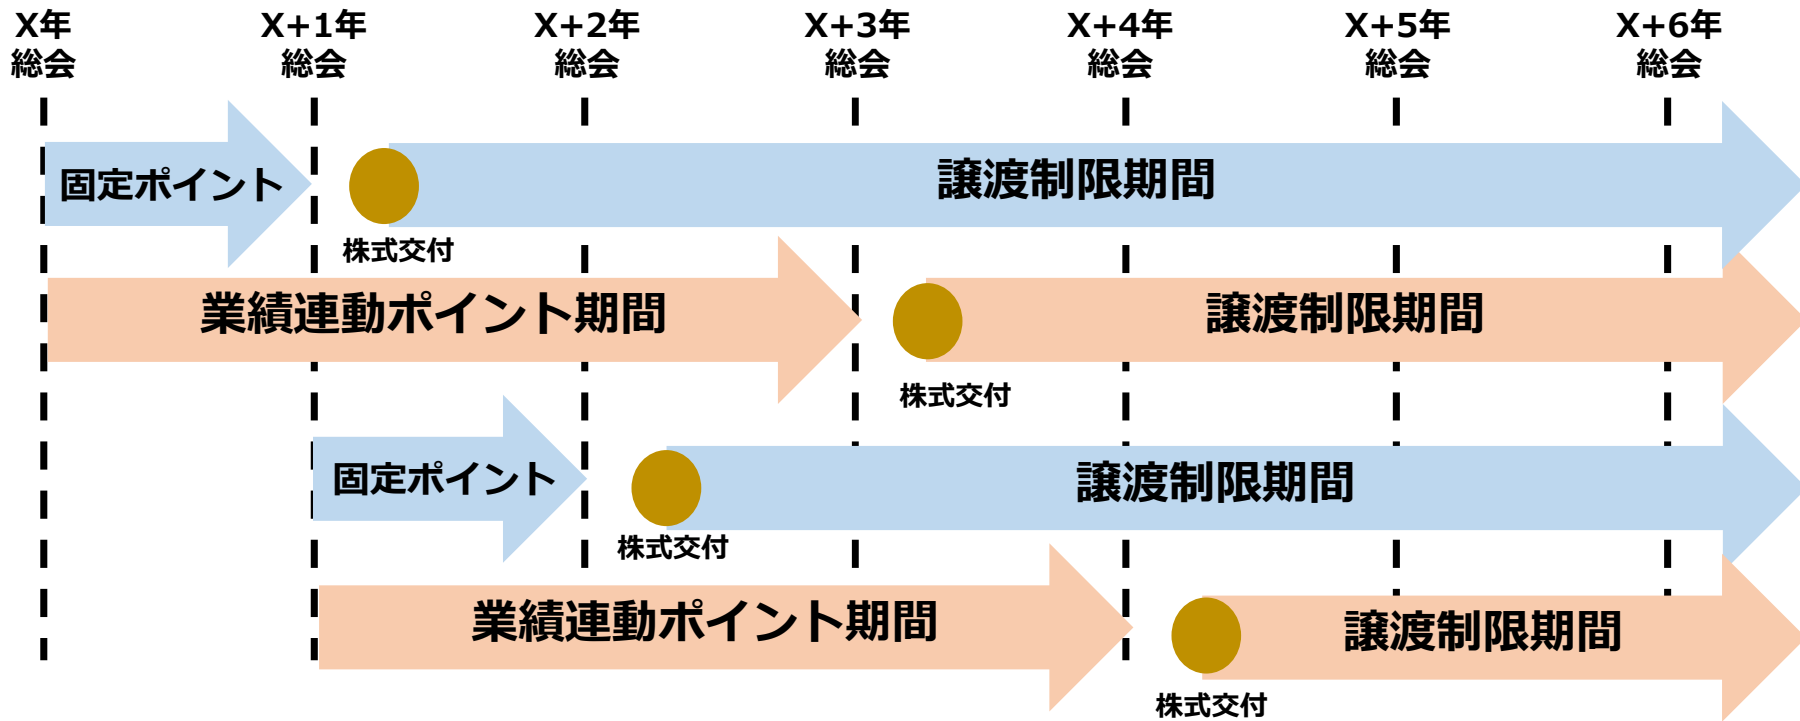 X年
総会
X+1年
総会
X+2年
総会
X+3年
総会
X+4年
総会
X+5年
総会
X+6年
総会
固定ポイント
譲渡制限期間
株式交付
業績連動ポイント期間
譲渡制限期間
株式交付
固定ポイント
譲渡制限期間
株式交付
業績連動ポイント期間
譲渡制限期間
株式交付